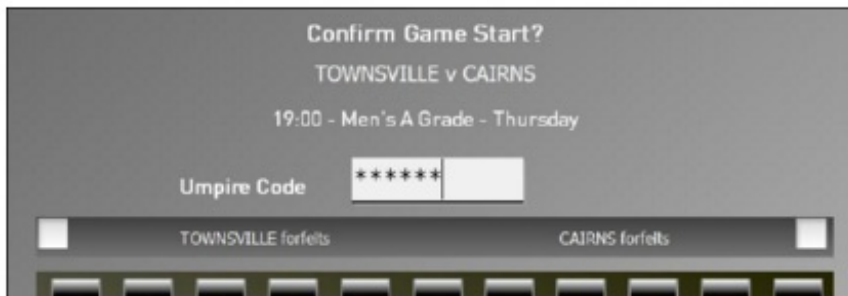 Confirm Game Start?
TOWNSVILLE v CAIRNS
19:00 - Men's A Grade - Thursday
Umpire Code ******
TOWNSVILLE forfeits CAIRNS forfeits